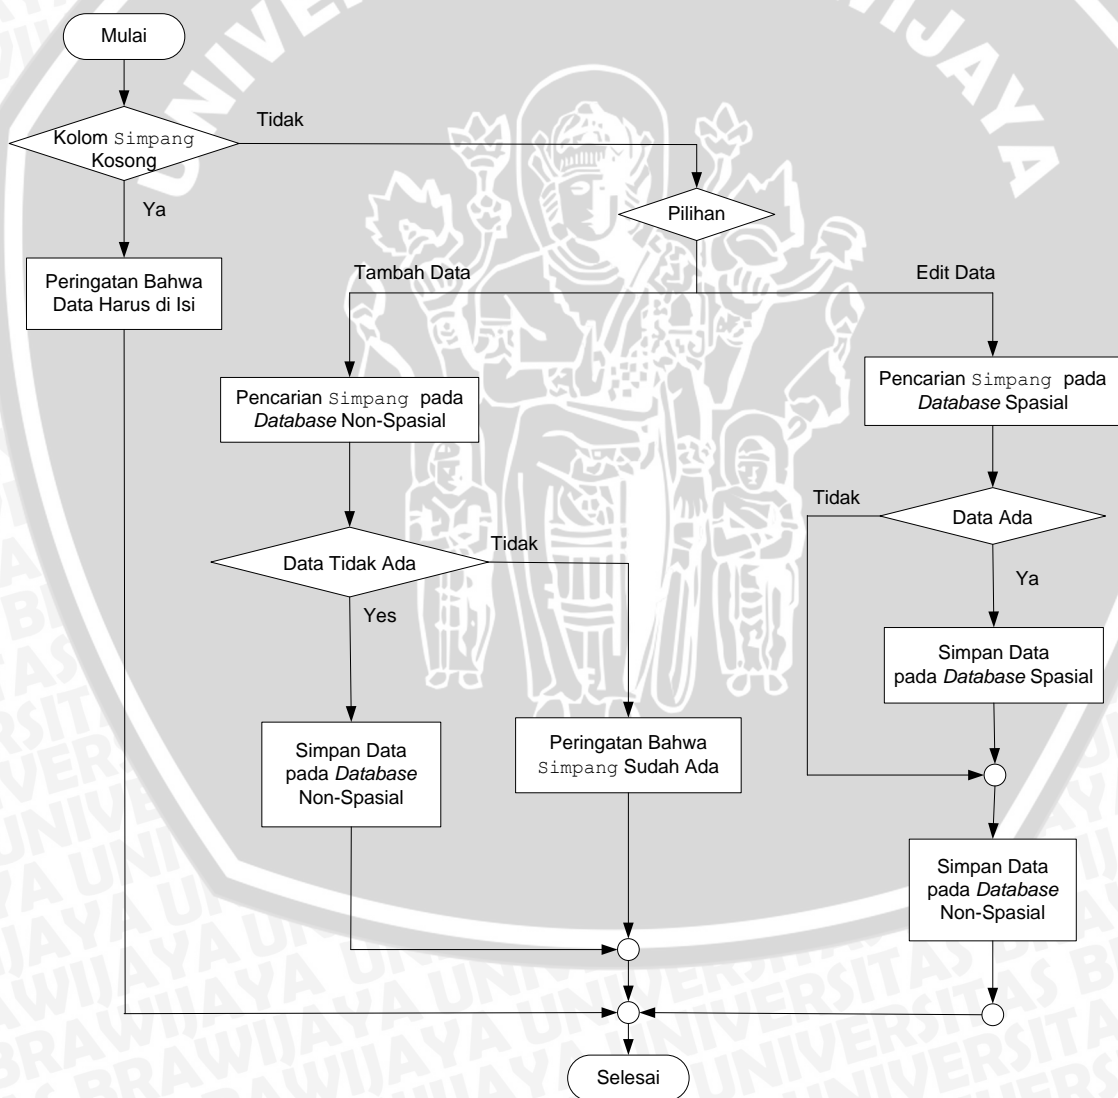 Mulai
Kolom Simpang
Kosong
Tidak
Ya
Pilihan
Peringatan Bahwa
Data Harus di Isi
Tambah Data
Edit Data
Pencarian Simpang pada
Database Non-Spasial
Pencarian Simpang pada
Database Spasial
Data Tidak Ada
Tidak
Yes
Data Ada
Tidak
Ya
Simpan Data
pada Database Spasial
Simpan Data
pada Database
Non-Spasial
Peringatan Bahwa
Simpang Sudah Ada
Simpan Data
pada Database
Non-Spasial
Selesai